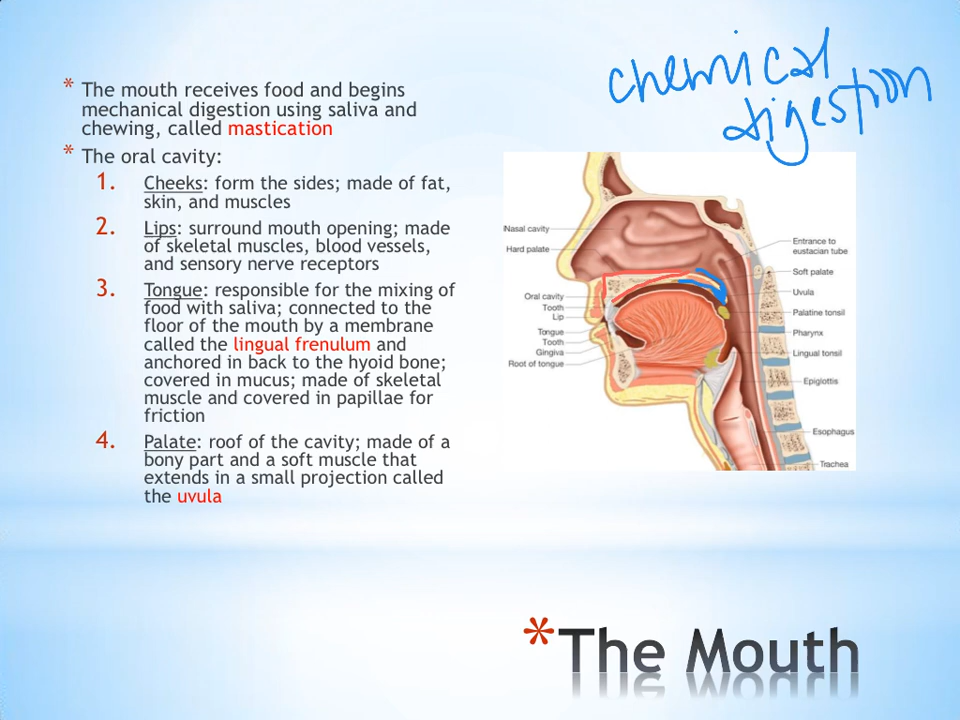 chemical
digestion
* The mouth receives food and begins
mechanical digestion using saliva and
chewing, called mastication
* The oral cavity:
1. Cheeks: form the sides; made of fat,
skin, and muscles
2. Lips: surround mouth opening; made
of skeletal muscles, blood vessels,
and sensory nerve receptors
3. Tongue: responsible for the mixing of
food with saliva; connected to the
floor of the mouth by a membrane
called the lingual frenulum and
anchored in back to the hyoid bone;
covered in mucus; made of skeletal
muscle and covered in papillae for
friction
4. Palate: roof of the cavity; made of a
bony part and a soft muscle that
extends in a small projection called
the uvula
Nasal cavity
Hard palate
Oral cavity
Tooth
Lip
Tongue
Tooth
Gingiva
Root of tongue
Entrance to
eustacian tube
Soft palate
Uvula
Palatine tonsil
Pharynx
Lingual tonsil
Epiglottis
Esophagus
Trachea
* The Mouth